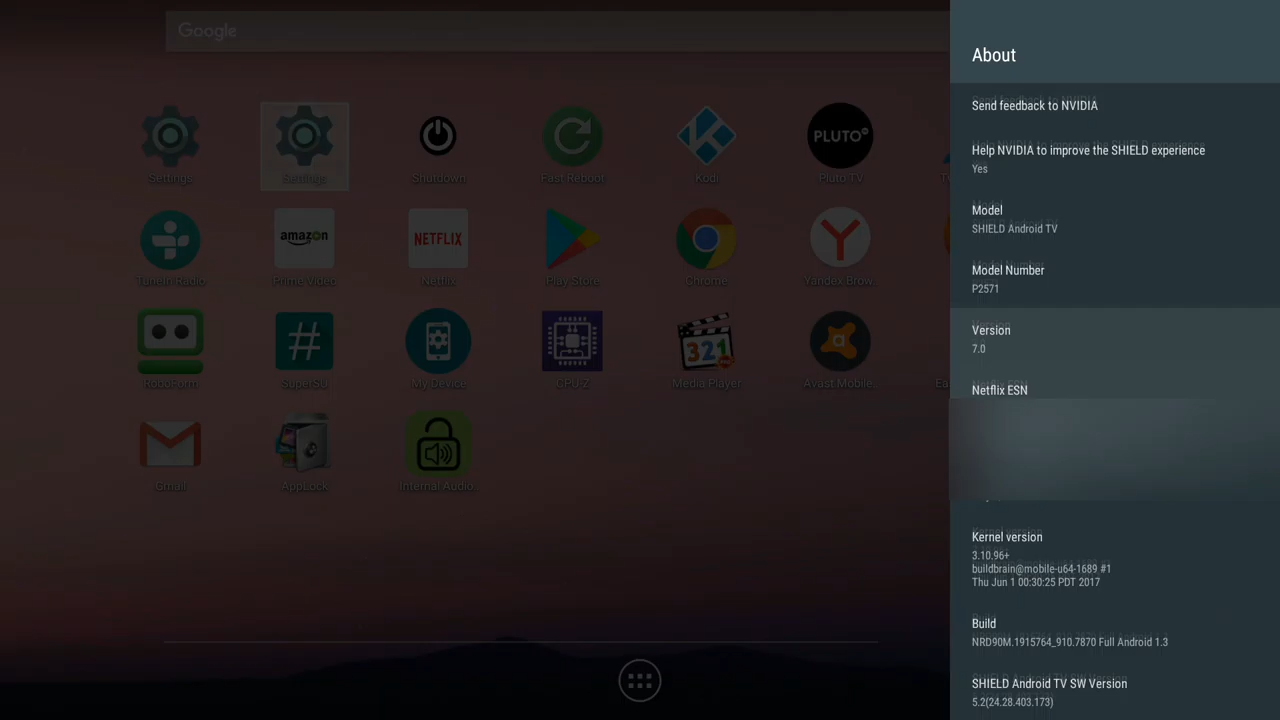 Google
About
Send feedback to NVIDIA
Help NVIDIA to improve the SHIELD experience
Yes
Model
SHIELD Android TV
Model Number
P2571
Version
7.0
Netflix ESN
Kernel version
3.10.96+
buildbrain@mobile-u64-1689 #1
Thu Jun 1 00:30:25 PDT 2017
Build
NRD90M.1915764_910.7870 Full Android 1.3
SHIELD Android TV SW Version
5.2(24.28.403.173)
Settings
Settings
Shutdown
Fast Reboot
Kodi
PLUTO
Pluto TV
TuneIn Radio
amazon
Prime Video
NETFLIX
Netflix
Play Store
Chrome
Yandex Brow..
RoboForm
#
SuperSU
My Device
CPU-Z
321
Media Player
Avast Mobile..
Gmail
AppLock
Internal Audio..